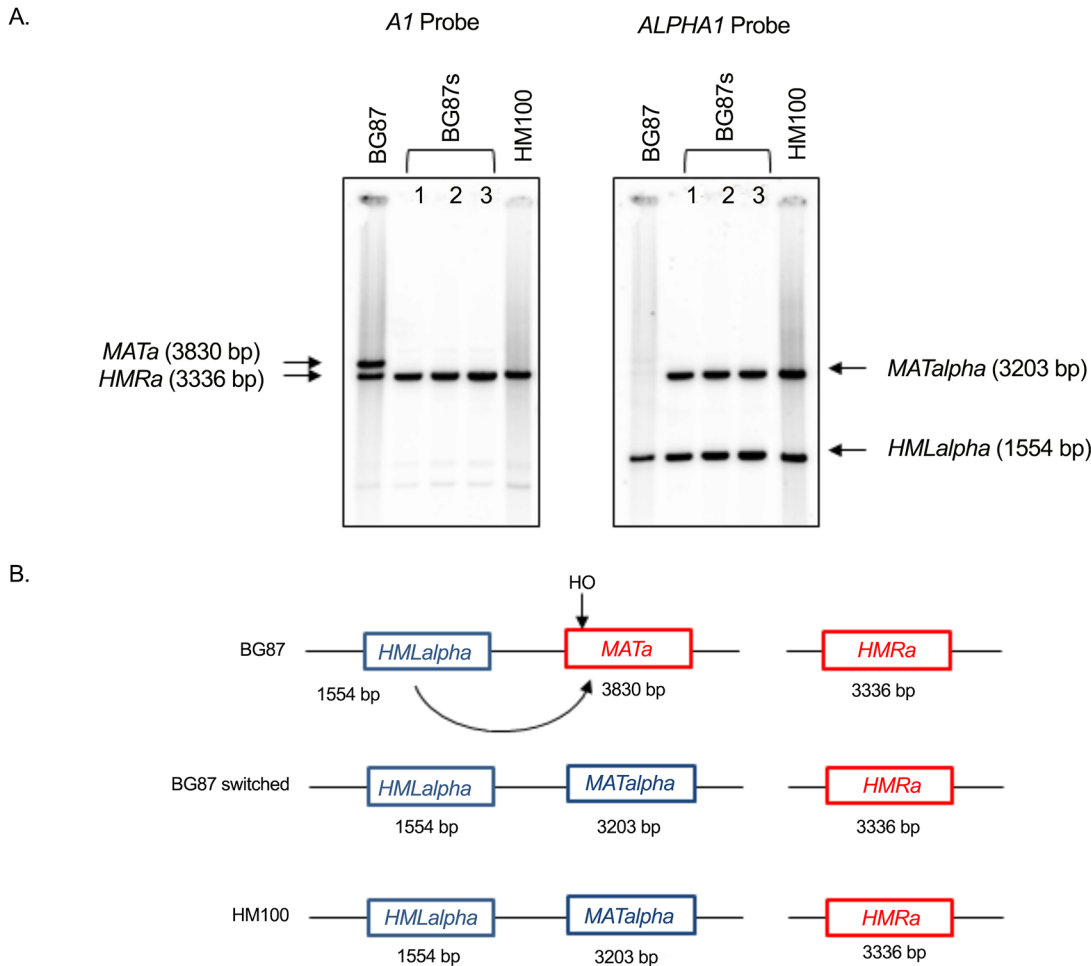 A.
A1 Probe
ALPHA1 Probe
BG87
BG87s
HM100
BG87
BG87s
HM100
1 2 3
1 2 3
MATa (3830 bp)
HMRa (3336 bp)
MATalpha (3203 bp)
HMLalpha (1554 bp)
B.
HO
BG87
HMLalpha
MATa
HMRa
1554 bp
3830 bp
3336 bp
BG87 switched
HMLalpha
MATalpha
HMRa
1554 bp
3203 bp
3336 bp
HM100
HMLalpha
MATalpha
HMRa
1554 bp
3203 bp
3336 bp